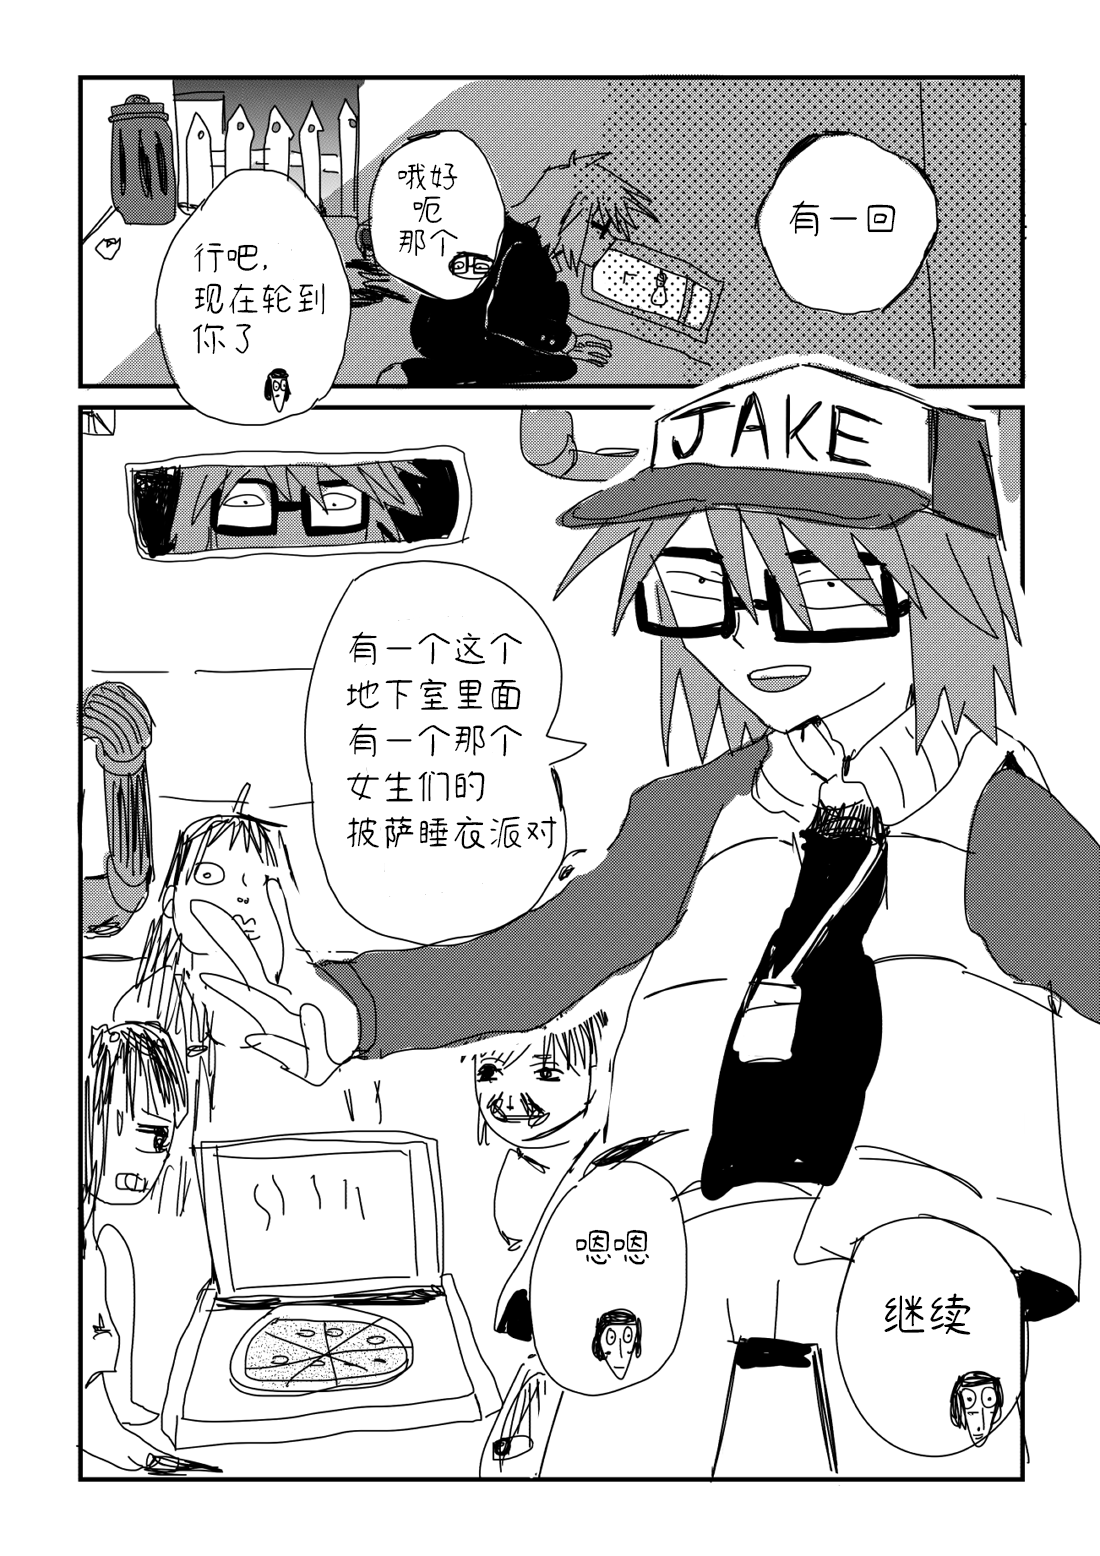 行吧,
现在轮到
你了
哦好
呃
那个
有一回
JAKE
有一个这个
地下室里面
有一个那个
女生们的
披萨睡衣派对
嗯嗯
继续